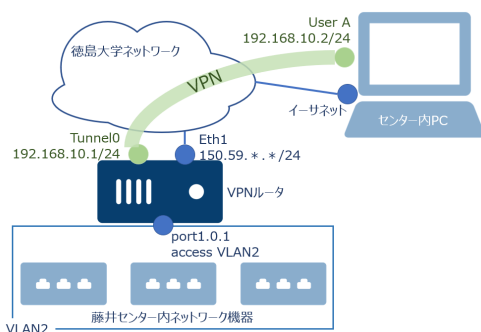 User A
192.168.10.2/24
徳島大学ネットワーク
VPN
イーサネット
センター内PC
Tunnel0
192.168.10.1/24
Eth1
150.59.＊.＊/24
VPNルータ
port1.0.1
access VLAN2
藤井センター内ネットワーク機器
VLAN2